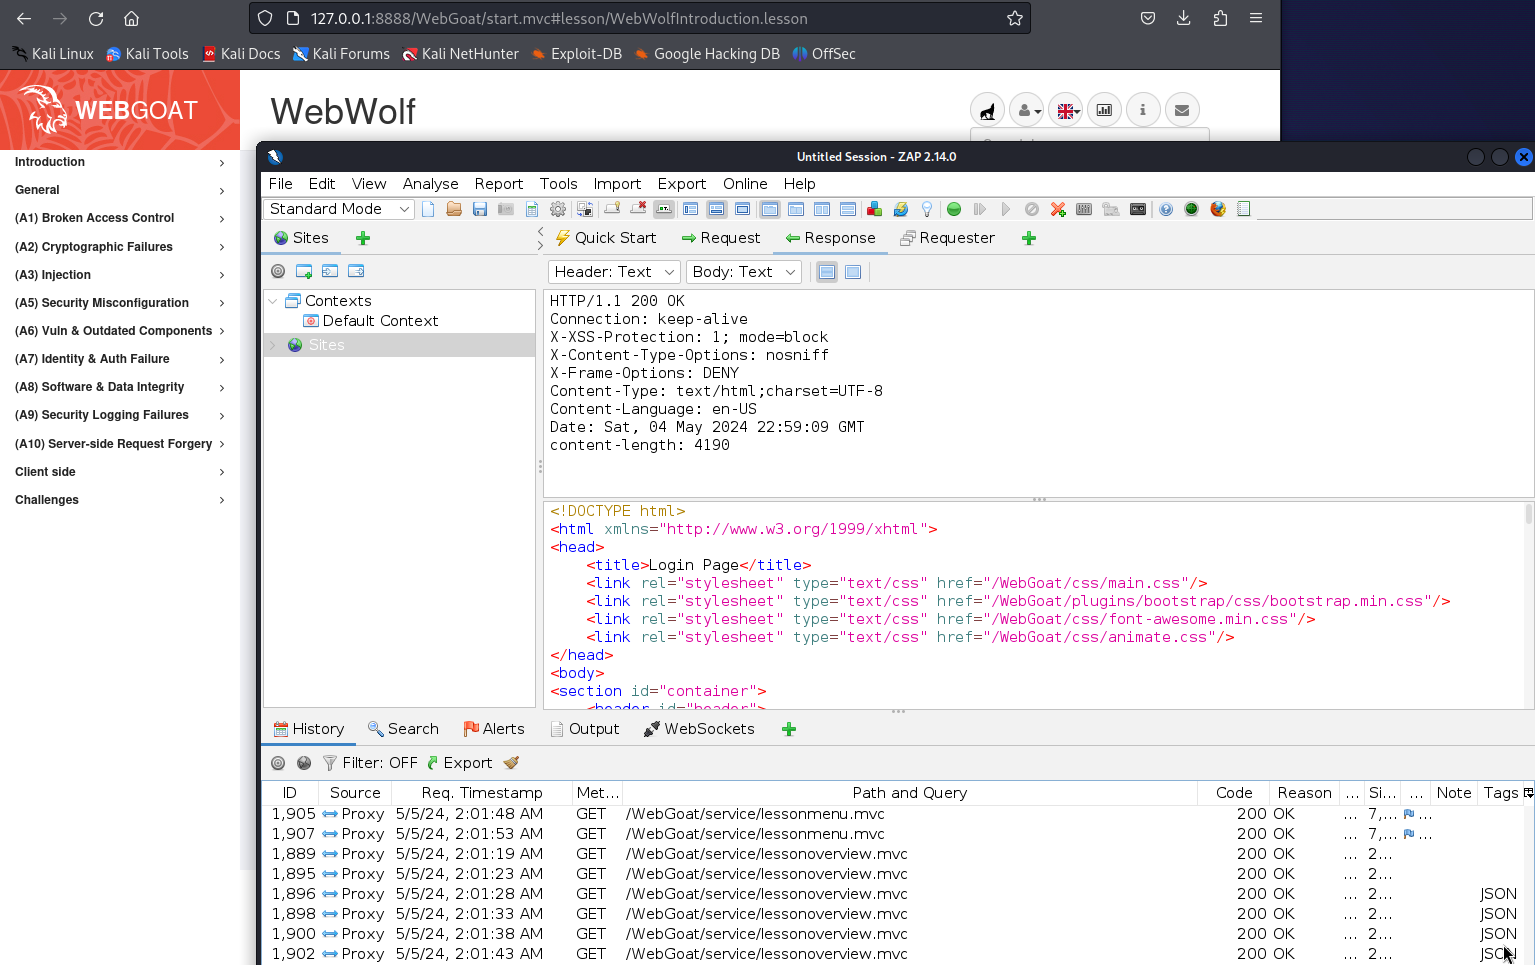 127.0.0.1:8888/WebGoat/start.mvc#lesson/WebWolfIntroduction.lesson
Kali Linux Kali Tools Kali Docs Kali Forums Kali NetHunter Exploit-DB Google Hacking DB OffSec
WEBGOAT
WebWolf
Introduction
General
(A1) Broken Access Control
(A2) Cryptographic Failures
(A3) Injection
(A5) Security Misconfiguration
(A6) Vuln & Outdated Components
(A7) Identity & Auth Failure
(A8) Software & Data Integrity
(A9) Security Logging Failures
(A10) Server-side Request Forgery
Client side
Challenges
Untitled Session - ZAP 2.14.0
File Edit View Analyse Report Tools Import Export Online Help
Standard Mode
Sites
Quick Start Request Response Requester
Header: Text Body: Text
Contexts
Default Context
Sites
HTTP/1.1 200 OK
Connection: keep-alive
X-XSS-Protection: 1; mode=block
X-Content-Type-Options: nosniff
X-Frame-Options: DENY
Content-Type: text/html;charset=UTF-8
Content-Language: en-US
Date: Sat, 04 May 2024 22:59:09 GMT
content-length: 4190
<!DOCTYPE html>
<html xmlns="http://www.w3.org/1999/xhtml">
<head>
<title>Login Page</title>
<link rel="stylesheet" type="text/css" href="/WebGoat/css/main.css"/>
<link rel="stylesheet" type="text/css" href="/WebGoat/plugins/bootstrap/css/bootstrap.min.css"/>
<link rel="stylesheet" type="text/css" href="/WebGoat/css/font-awesome.min.css"/>
<link rel="stylesheet" type="text/css" href="/WebGoat/css/animate.css"/>
</head>
<body>
<section id="container">
<header id="header">
History Search Alerts Output WebSockets
Filter: OFF Export
ID Source Req. Timestamp Met... Path and Query Code Reason ... Si... ... Note Tags
1,905 Proxy 5/5/24, 2:01:48 AM GET /WebGoat/service/lessonmenu.mvc 200 OK ... 7,... ...
1,907 Proxy 5/5/24, 2:01:53 AM GET /WebGoat/service/lessonmenu.mvc 200 OK ... 7,... ...
1,889 Proxy 5/5/24, 2:01:19 AM GET /WebGoat/service/lessonoverview.mvc 200 OK ... 2...
1,895 Proxy 5/5/24, 2:01:23 AM GET /WebGoat/service/lessonoverview.mvc 200 OK ... 2...
1,896 Proxy 5/5/24, 2:01:28 AM GET /WebGoat/service/lessonoverview.mvc 200 OK ... 2... JSON
1,898 Proxy 5/5/24, 2:01:33 AM GET /WebGoat/service/lessonoverview.mvc 200 OK ... 2... JSON
1,900 Proxy 5/5/24, 2:01:38 AM GET /WebGoat/service/lessonoverview.mvc 200 OK ... 2... JSON
1,902 Proxy 5/5/24, 2:01:43 AM GET /WebGoat/service/lessonoverview.mvc 200 OK ... 2... JSON